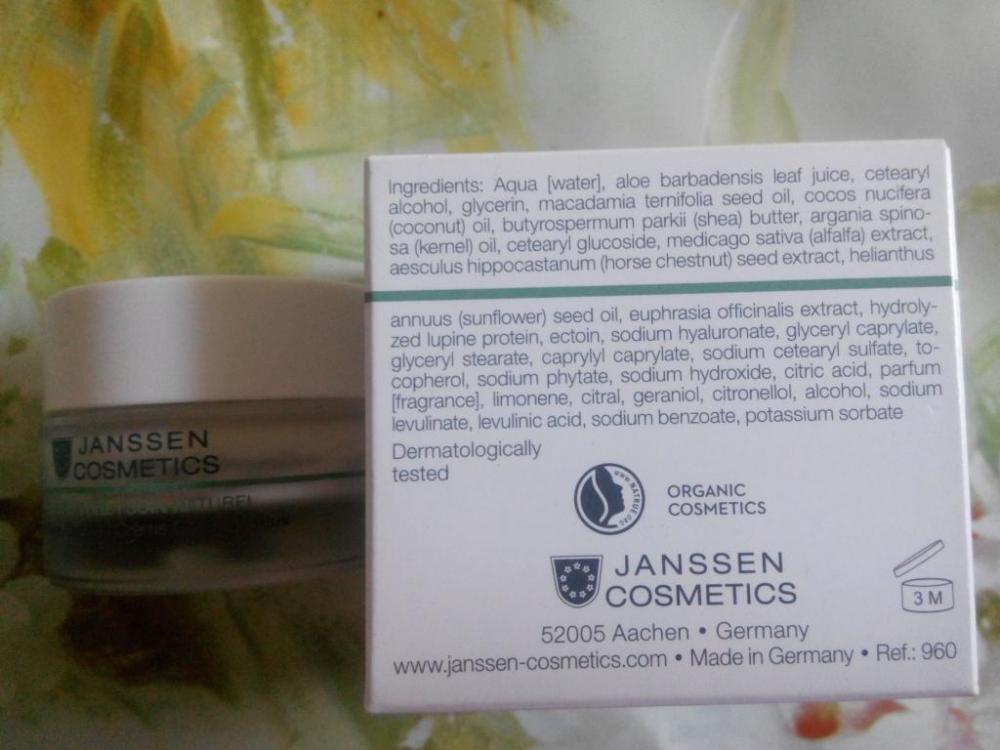 Ingredients: Aqua [water], aloe barbadensis leaf juice, cetearyl
alcohol, glycerin, macadamia ternifolia seed oil, cocos nucifera
(coconut) oil, butyrospermum parkii (shea) butter, argania spino-
sa (kernel) oil, cetearyl glucoside, medicago sativa (alfalfa) extract,
aesculus hippocastanum (horse chestnut) seed extract, helianthus
annuus (sunflower) seed oil, euphrasia officinalis extract, hydroly-
zed lupine protein, ectoin, sodium hyaluronate, glyceryl caprylate,
glyceryl stearate, caprylyl caprylate, sodium cetearyl sulfate, to-
copherol, sodium phytate, sodium hydroxide, citric acid, parfum
[fragrance], limonene, citral, geraniol, citronellol, alcohol, sodium
levulinate, levulinic acid, sodium benzoate, potassium sorbate
Dermatologically
tested
www.NATRUE.ORG
ORGANIC
COSMETICS
JANSSEN
COSMETICS
3 M
52005 Aachen • Germany
www.janssen-cosmetics.com • Made in Germany • Ref.: 960
JANSSEN
COSMETICS